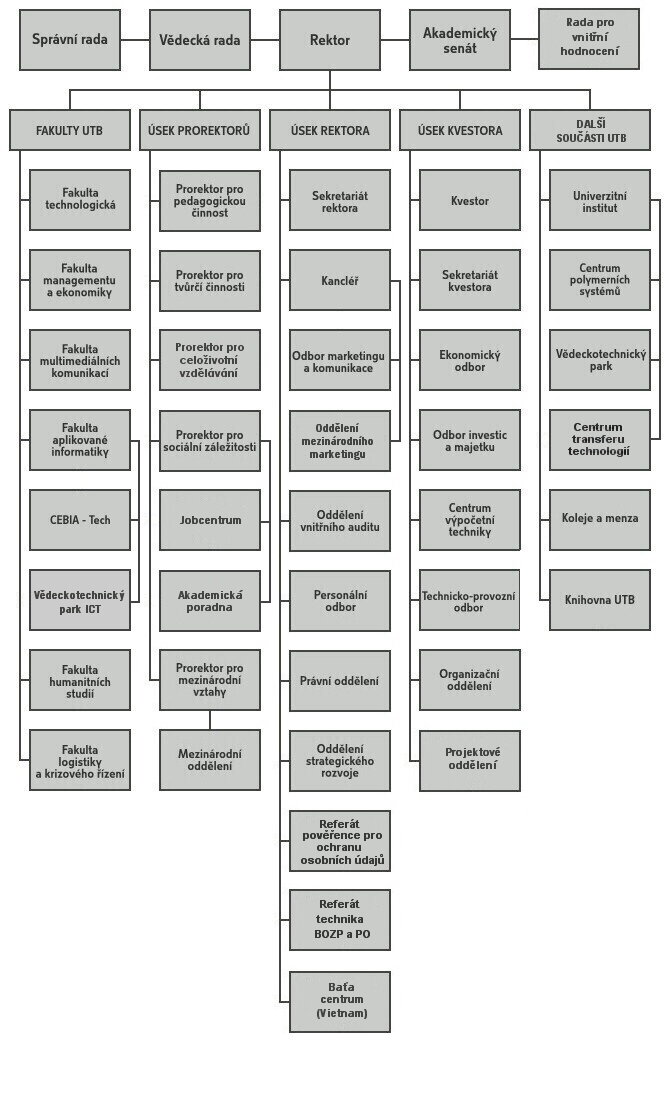 Správní rada
Vědecká rada
Rektor
Akademický
senát
Rada pro
vnitřní
hodnocení
FAKULTY UTB
ÚSEK PROREKTORŮ
ÚSEK REKTORA
ÚSEK KVESTORA
DALŠÍ
SOUČÁSTI UTB
Fakulta
technologická
Fakulta
managementu
a ekonomiky
Fakulta
multimediálních
komunikací
Fakulta
aplikované
informatiky
CEBIA - Tech
Vědeckotechnický
park ICT
Fakulta
humanitních
studií
Fakulta
logistiky
a krizového řízení
Prorektor pro
pedagogickou
činnost
Prorektor pro
tvůrčí činnosti
Prorektor pro
celoživotní
vzdělávání
Prorektor pro
sociální záležitosti
Jobcentrum
Akademická
poradna
Prorektor pro
mezinárodní
vztahy
Mezinárodní
oddělení
Sekretariát
rektora
Kancléř
Odbor marketingu
a komunikace
Oddělení
mezinárodního
marketingu
Oddělení
vnitřního auditu
Personální
odbor
Právní oddělení
Oddělení
strategického
rozvoje
Referát
pověřence pro
ochranu
osobních údajů
Referát
technika
BOZP a PO
Baťa
centrum
(Vietnam)
Kvestor
Sekretariát
kvestora
Ekonomický
odbor
Odbor investic
a majetku
Centrum
výpočetní
techniky
Technicko-provozní
odbor
Organizační
oddělení
Projektové
oddělení
Univerzitní
institut
Centrum
polymerních
systémů
Vědeckotechnický
park
Centrum
transferu
technologií
Koleje a menza
Knihovna UTB